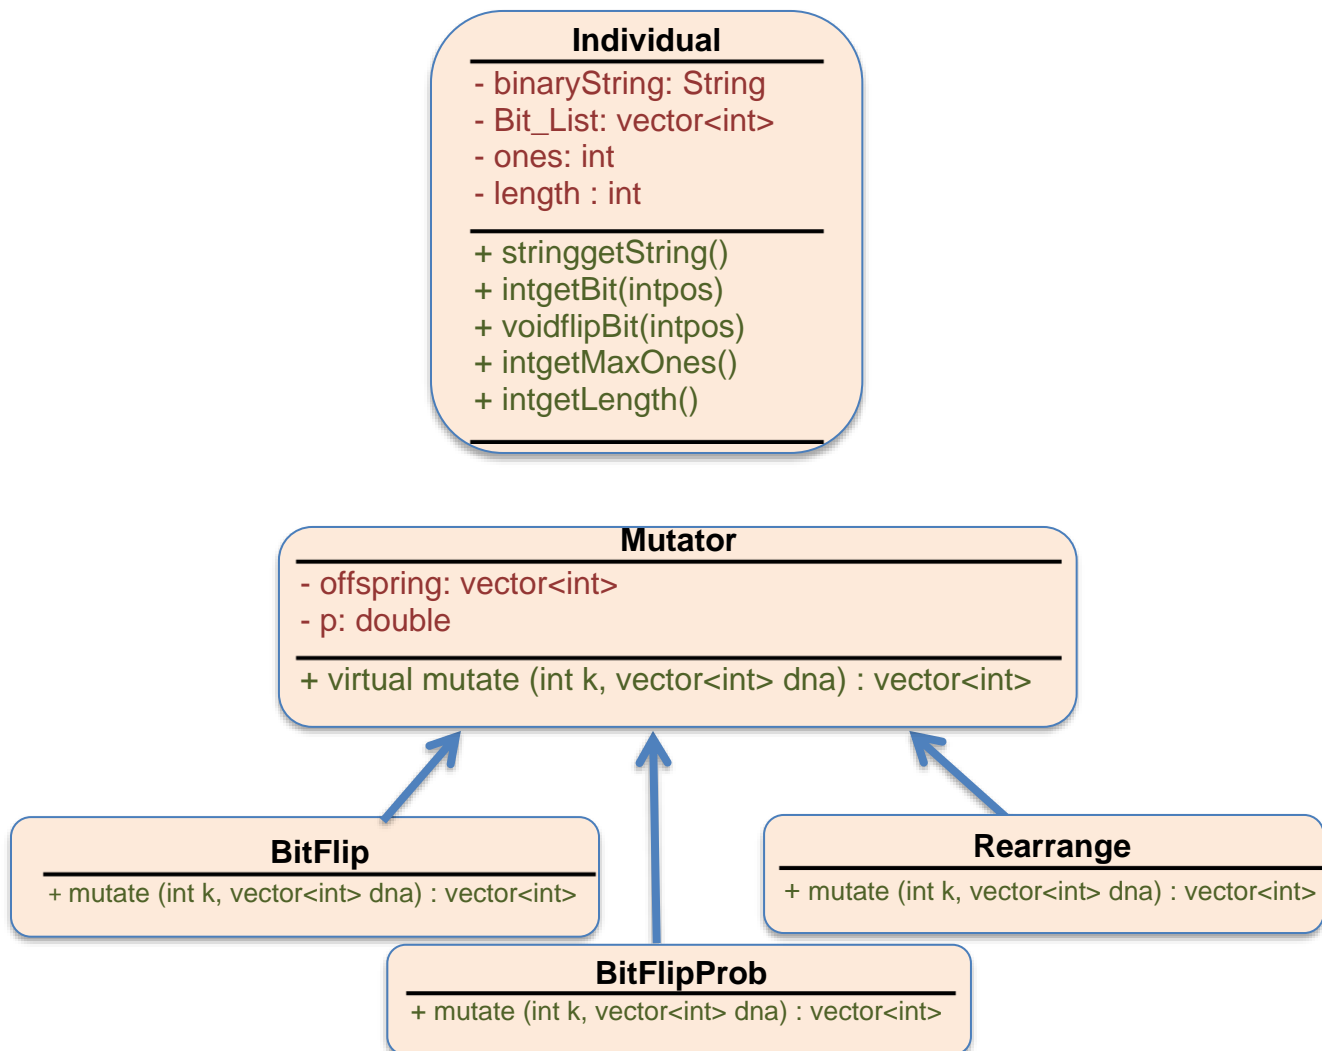 Individual
- binaryString: String
- Bit_List: vector<int>
- ones: int
- length : int
+ stringgetString()
+ intgetBit(intpos)
+ voidflipBit(intpos)
+ intgetMaxOnes()
+ intgetLength()
Mutator
- offspring: vector<int>
- p: double
+ virtual mutate (int k, vector<int> dna) : vector<int>
BitFlip
+ mutate (int k, vector<int> dna) : vector<int>
Rearrange
+ mutate (int k, vector<int> dna) : vector<int>
BitFlipProb
+ mutate (int k, vector<int> dna) : vector<int>